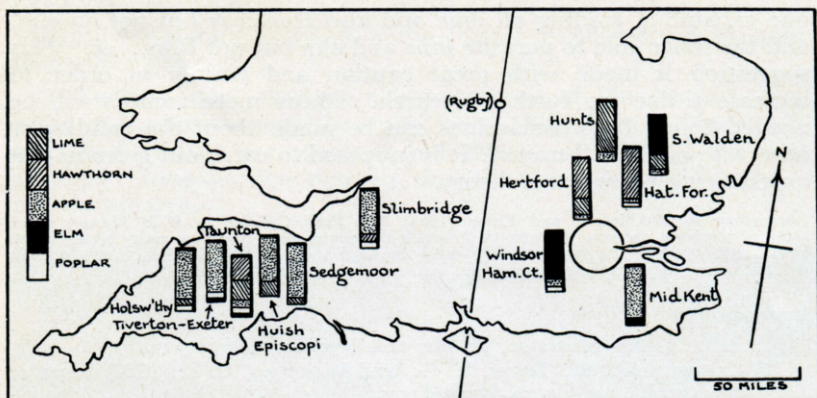 LIME
HAWTHORN
APPLE
ELM
POPLAR
(Rugby)
Hunts
S. Walden
N
Hertford
Hat. For.
Slimbridge
Taunton
Sedgemoor
Windsor
Ham. Ct.
Mid Kent
Holsw'thy
Tiverton-Exeter
Huish
Episcopi
50 MILES